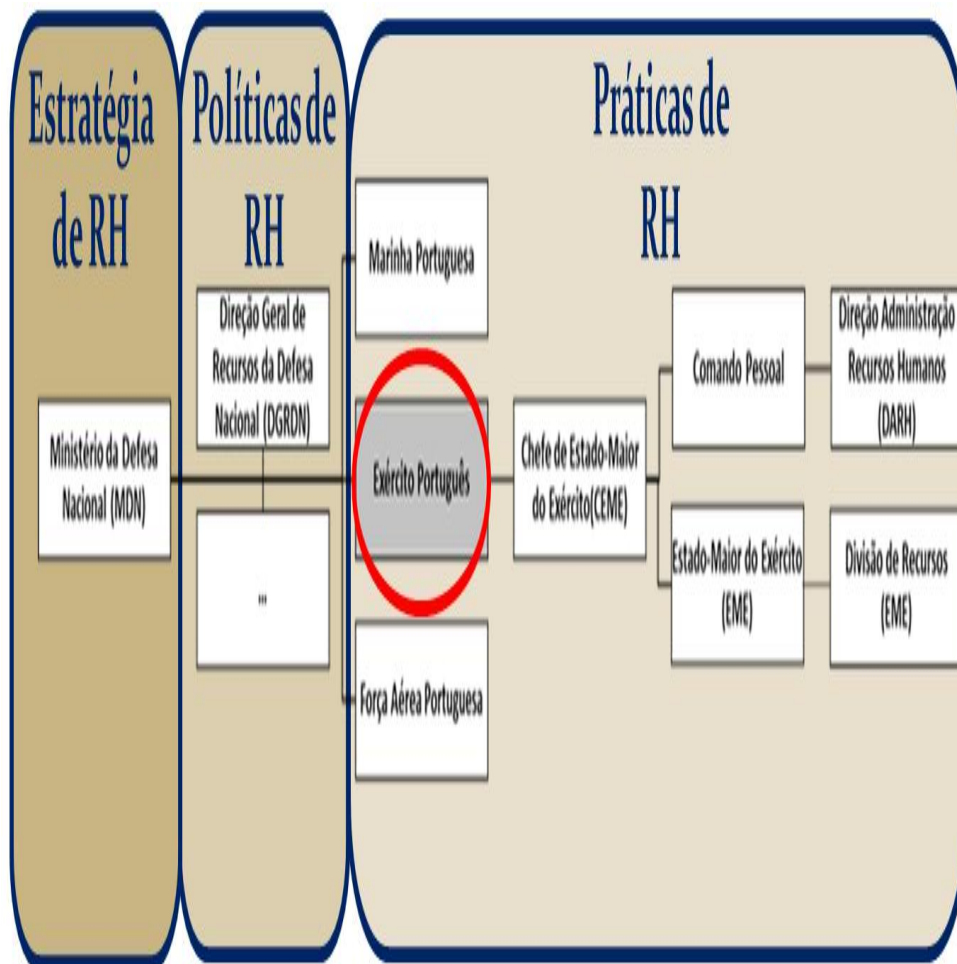 Estratégia
de RH
Políticas de
RH
Práticas de
RH
Ministério da Defesa
Nacional (MDN)
Direção Geral de
Recursos da Defesa
Nacional (DGRDN)
...
Marinha Portuguesa
Exército Português
Força Aérea Portuguesa
Chefe de Estado-Maior
do Exército(CEME)
Comando Pessoal
Estado-Maior do Exército
(EME)
Direção Administração
Recursos Humanos
(DARH)
Divisão de Recursos
(EME)